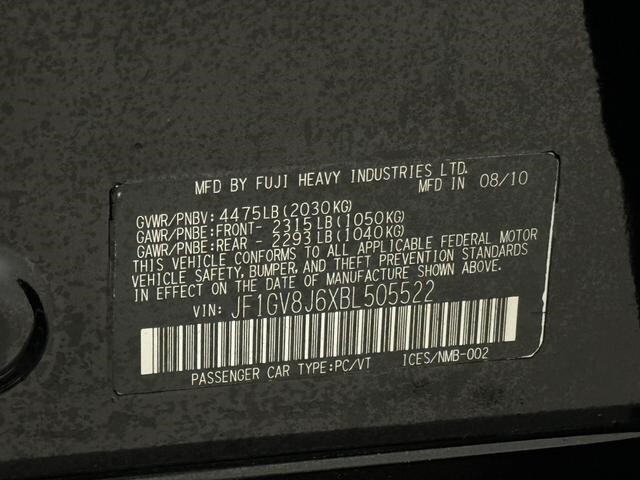 MFD BY FUJI HEAVY INDUSTRIES LTD.
MFD IN 08/10
GVWR/PNBV: 4475LB(2030KG)
GAWR/PNBE: FRONT- 2315LB(1050KG)
GAWR/PNBE: REAR - 2293LB(1040KG)
THIS VEHICLE CONFORMS TO ALL APPLICABLE FEDERAL MOTOR
VEHICLE SAFETY, BUMPER, AND THEFT PREVENTION STANDARDS
IN EFFECT ON THE DATE OF MANUFACTURE SHOWN ABOVE.
VIN: JF1GV8J6XBL505522
PASSENGER CAR TYPE:PC/VT ICES/NMB-002